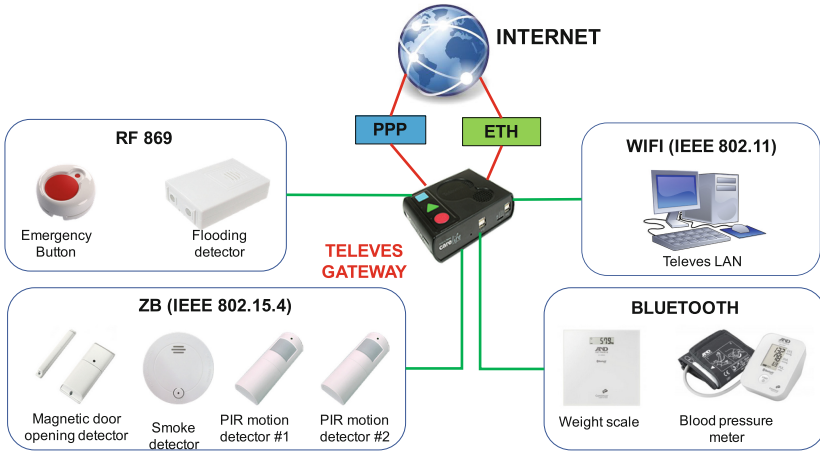 INTERNET
PPP
ETH
RF 869
Emergency
Button
Flooding
detector
WIFI (IEEE 802.11)
Televes LAN
TELEVES
GATEWAY
ZB (IEEE 802.15.4)
Magnetic door
opening detector
Smoke
detector
PIR motion
detector #1
PIR motion
detector #2
BLUETOOTH
AND
Weight scale
AND
Blood pressure
meter